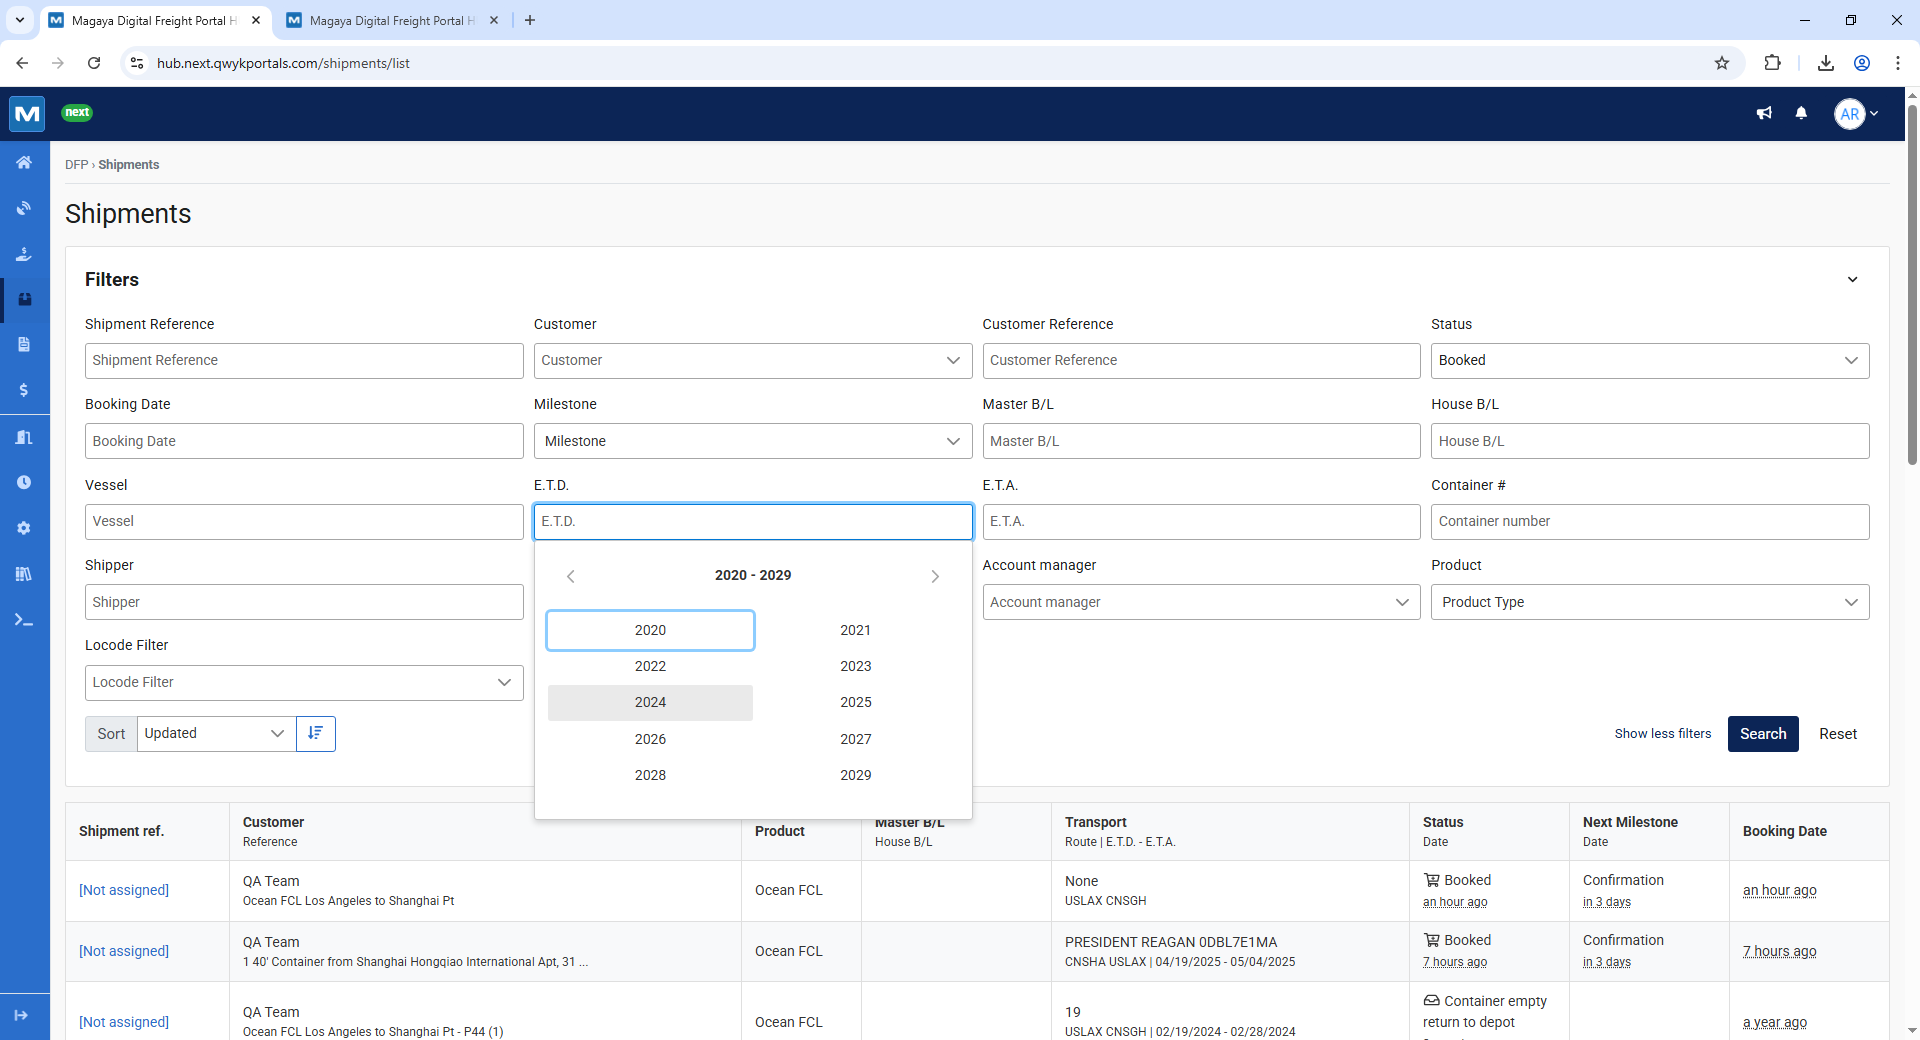 Magaya Digital Freight Portal H
Magaya Digital Freight Portal H
hub.next.qwykportals.com/shipments/list
next
AR
DFP › Shipments
Shipments
Filters
Shipment Reference
Customer
Customer Reference
Status
Shipment Reference
Customer
Customer Reference
Booked
Booking Date
Milestone
Master B/L
House B/L
Booking Date
Milestone
Master B/L
House B/L
Vessel
E.T.D.
E.T.A.
Container #
Vessel
E.T.D.
E.T.A.
Container number
Shipper
2020 - 2029
Account manager
Product
Shipper
Account manager
Product Type
2020
2021
2022
2023
2024
2025
2026
2027
2028
2029
Locode Filter
Locode Filter
Sort
Updated
Show less filters
Search
Reset
Shipment ref.
Customer
Reference
Product
Master B/L
House B/L
Transport
Route | E.T.D. - E.T.A.
Status
Date
Next Milestone
Date
Booking Date
[Not assigned]
QA Team
Ocean FCL Los Angeles to Shanghai Pt
Ocean FCL
None
USLAX CNSGH
Booked
an hour ago
Confirmation
in 3 days
an hour ago
[Not assigned]
QA Team
1 40' Container from Shanghai Hongqiao International Apt, 31 ...
Ocean FCL
PRESIDENT REAGAN 0DBL7E1MA
CNSHA USLAX | 04/19/2025 - 05/04/2025
Booked
7 hours ago
Confirmation
in 3 days
7 hours ago
[Not assigned]
QA Team
Ocean FCL Los Angeles to Shanghai Pt - P44 (1)
Ocean FCL
19
USLAX CNSGH | 02/19/2024 - 02/28/2024
Container empty
return to depot
a year ago